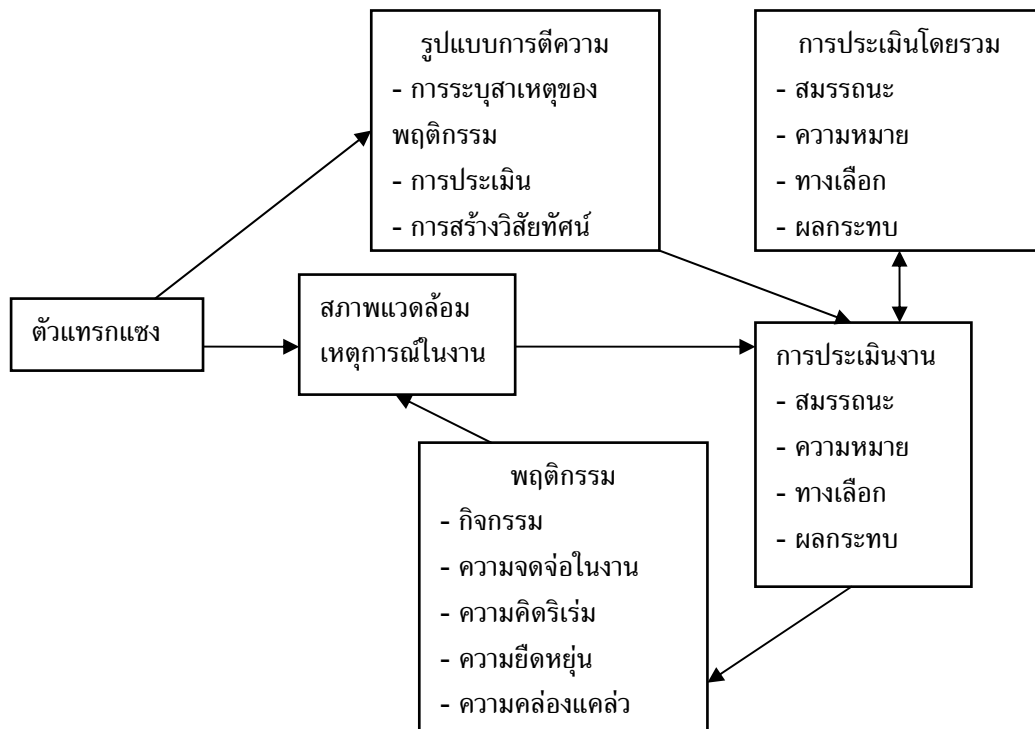 รูปแบบการตีความ
- การระบุสาเหตุของ
พฤติกรรม
- การประเมิน
- การสร้างวิสัยทัศน์
การประเมินโดยรวม
- สมรรถนะ
- ความหมาย
- ทางเลือก
- ผลกระทบ
ตัวแทรกแซง
สภาพแวดล้อม
เหตุการณ์ในงาน
การประเมินงาน
- สมรรถนะ
- ความหมาย
- ทางเลือก
- ผลกระทบ
พฤติกรรม
- กิจกรรม
- ความจดจ่อในงาน
- ความคิดริเร่ม
- ความยืดหยุ่น
- ความคล่องแคล่ว